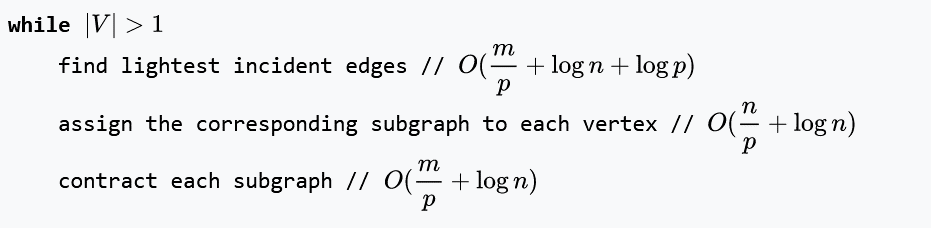 while |V| > 1
find lightest incident edges // O(m/p + log n + log p)
assign the corresponding subgraph to each vertex // O(n/p + log n)
contract each subgraph // O(m/p + log n)